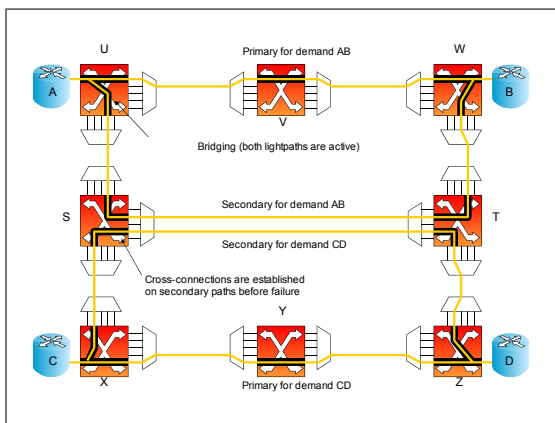 U
Primary for demand AB
W
A
B
V
Bridging (both lightpaths are active)
Secondary for demand AB
S
T
Secondary for demand CD
Cross-connections are established
on secondary paths before failure
Y
C
D
X
Primary for demand CD
Z